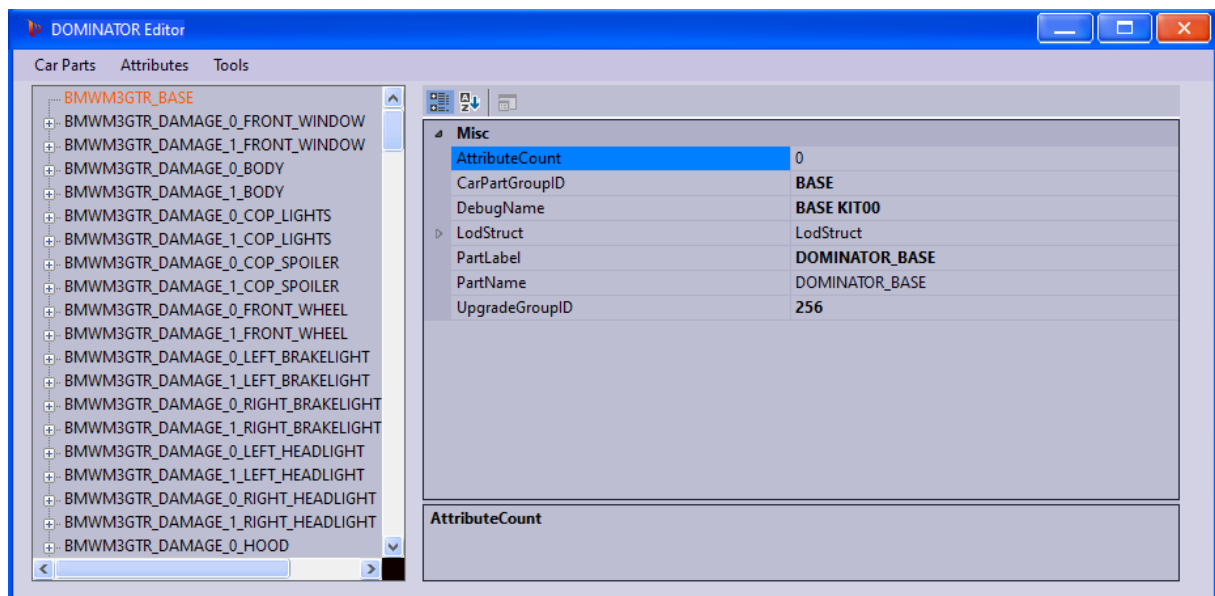 DOMINATOR Editor
Car Parts Attributes Tools
BMWM3GTR_BASE
BMWM3GTR_DAMAGE_0_FRONT_WINDOW
BMWM3GTR_DAMAGE_1_FRONT_WINDOW
BMWM3GTR_DAMAGE_0_BODY
BMWM3GTR_DAMAGE_1_BODY
BMWM3GTR_DAMAGE_0_COP_LIGHTS
BMWM3GTR_DAMAGE_1_COP_LIGHTS
BMWM3GTR_DAMAGE_0_COP_SPOILER
BMWM3GTR_DAMAGE_1_COP_SPOILER
BMWM3GTR_DAMAGE_0_FRONT_WHEEL
BMWM3GTR_DAMAGE_1_FRONT_WHEEL
BMWM3GTR_DAMAGE_0_LEFT_BRAKELIGHT
BMWM3GTR_DAMAGE_1_LEFT_BRAKELIGHT
BMWM3GTR_DAMAGE_0_RIGHT_BRAKELIGHT
BMWM3GTR_DAMAGE_1_RIGHT_BRAKELIGHT
BMWM3GTR_DAMAGE_0_LEFT_HEADLIGHT
BMWM3GTR_DAMAGE_1_LEFT_HEADLIGHT
BMWM3GTR_DAMAGE_0_RIGHT_HEADLIGHT
BMWM3GTR_DAMAGE_1_RIGHT_HEADLIGHT
BMWM3GTR_DAMAGE_0_HOOD
Misc
AttributeCount 0
CarPartGroupID BASE
DebugName BASE KIT00
LodStruct LodStruct
PartLabel DOMINATOR_BASE
PartName DOMINATOR_BASE
UpgradeGroupID 256
AttributeCount